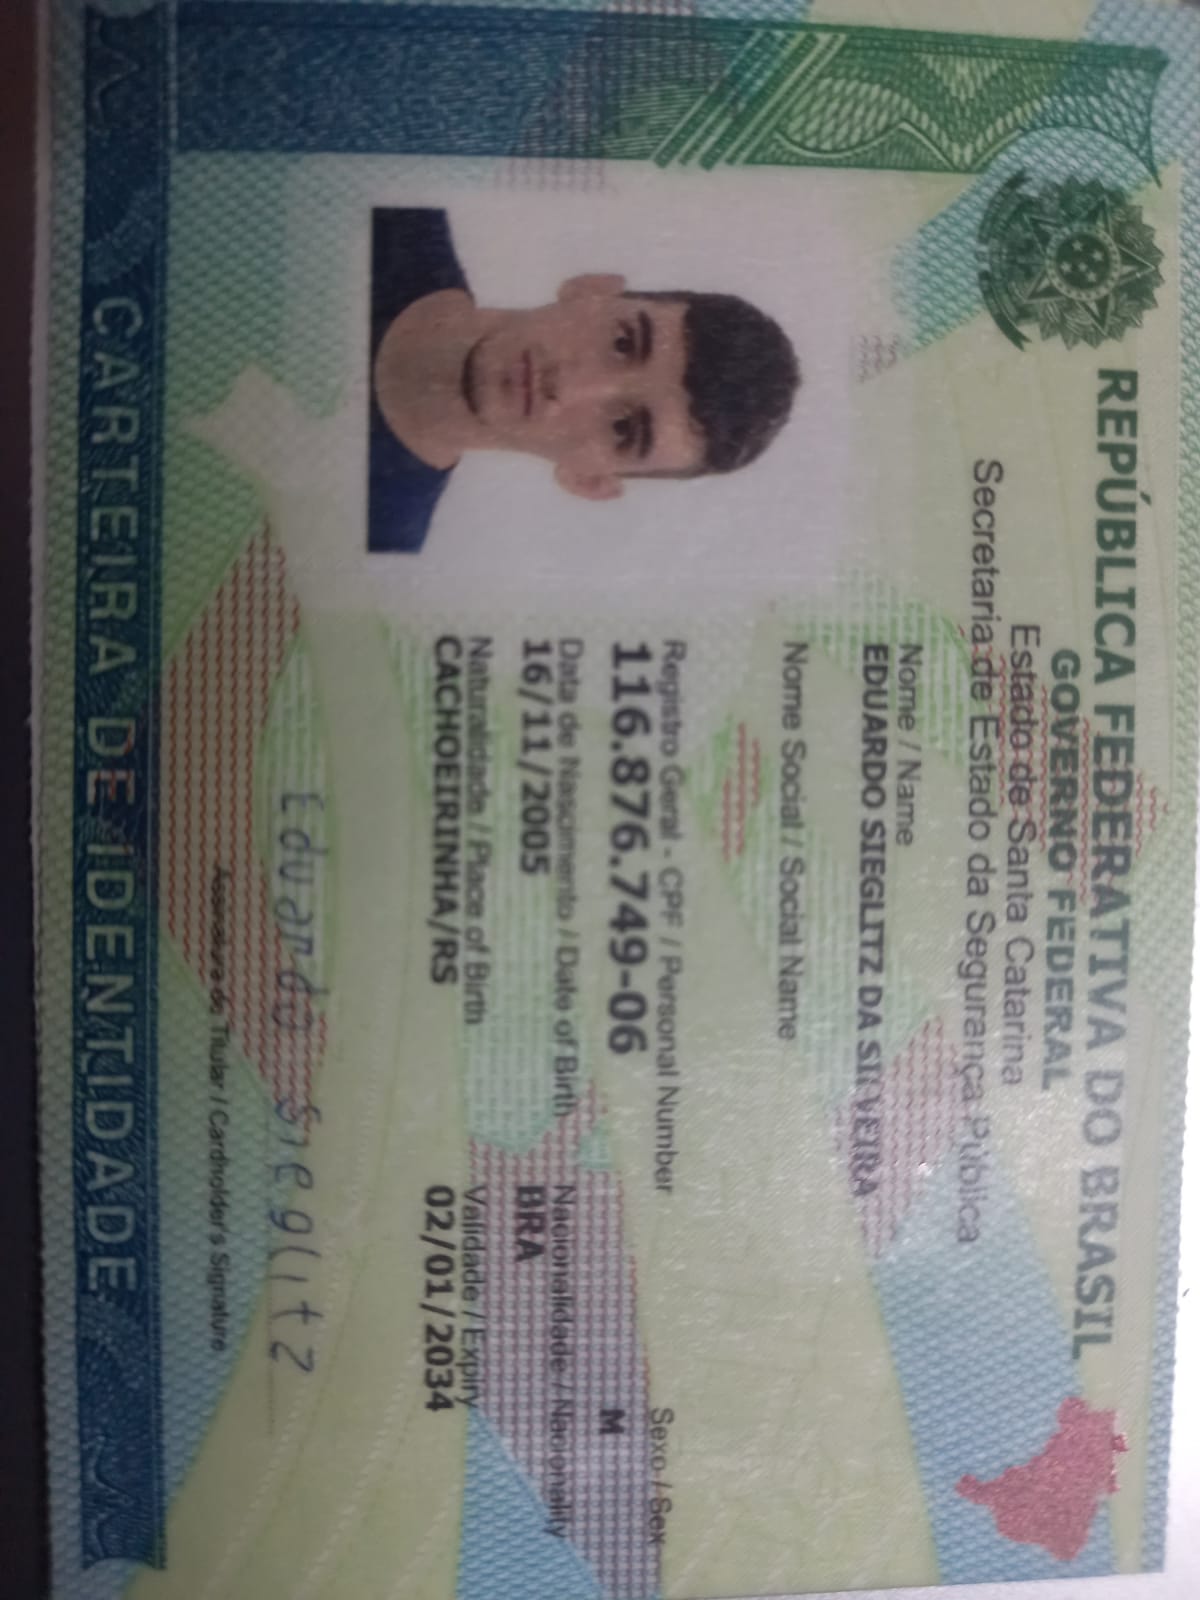 REPÚBLICA FEDERATIVA DO BRASIL
GOVERNO FEDERAL
Estado de Santa Catarina
Secretaria de Estado da Segurança Pública
Nome / Name
EDUARDO SIEGLITZ DA SILVEIRA
Nome Social / Social Name
Registro Geral - CPF / Personal Number
Sexo / Sex
116.876.749-06
M
Data de Nascimento / Date of Birth
Nacionalidade / Nacionality
16/11/2005
BRA
Naturalidade / Place of Birth
Validade / Expiry
CACHOEIRINHA/RS
02/01/2034
Eduardo Sieglitz
Assinatura do Titular / Cardholder's Signature
CARTEIRA DE IDENTIDADE